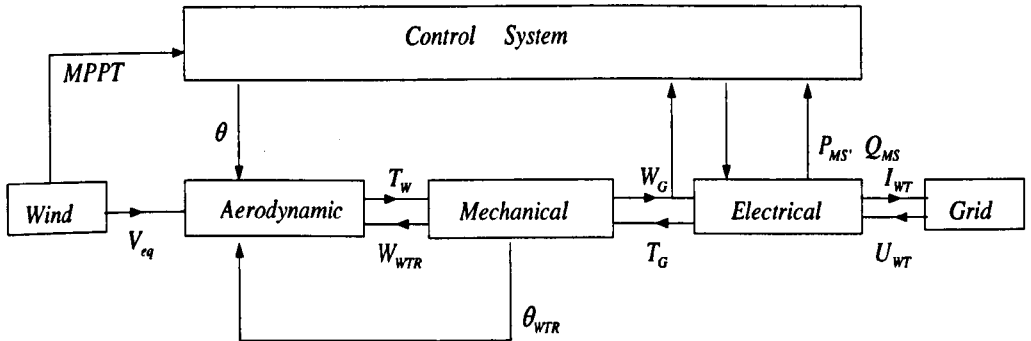 Control System
MPPT
θ
P_MS, Q_MS
T_W
W_G
I_WT
Wind
Aerodynamic
Mechanical
Electrical
Grid
V_eq
W_WTR
T_G
U_WT
θ_WTR